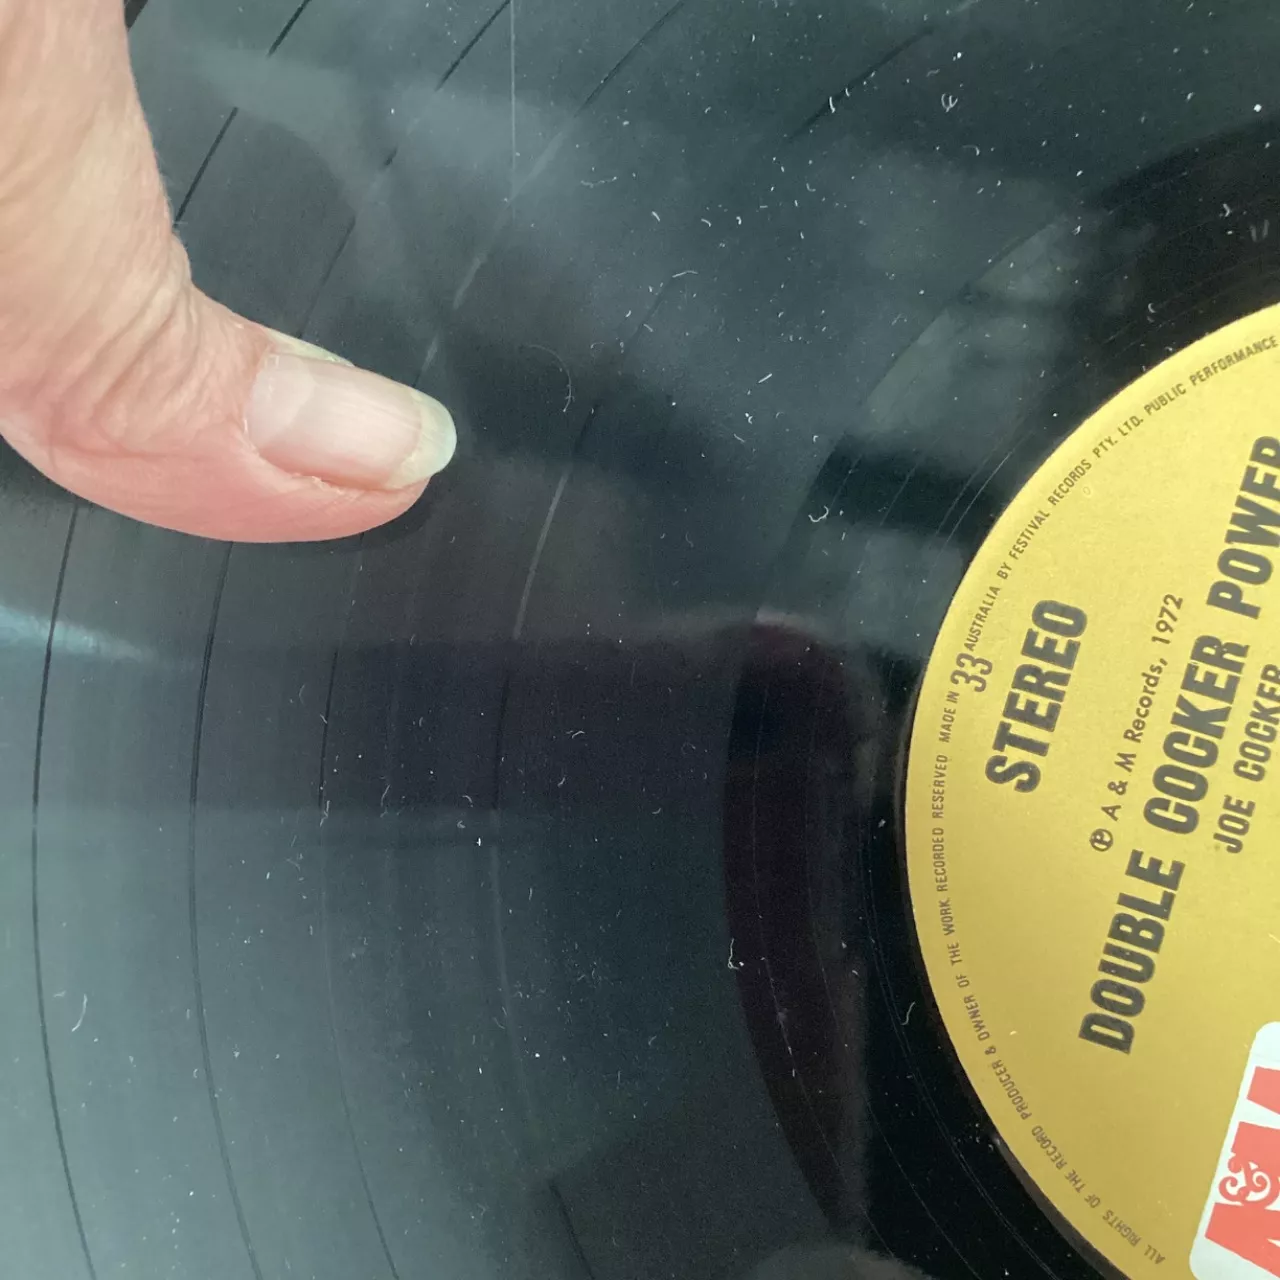 ALL RIGHTS OF THE RECORD PRODUCER & OWNER OF THE WORK RECORDED RESERVED MADE IN AUSTRALIA BY FESTIVAL RECORDS PTY. LTD. PUBLIC PERFORMANCE
33
STEREO
℗ A & M Records, 1972
DOUBLE COCKER POWER
JOE COCKER